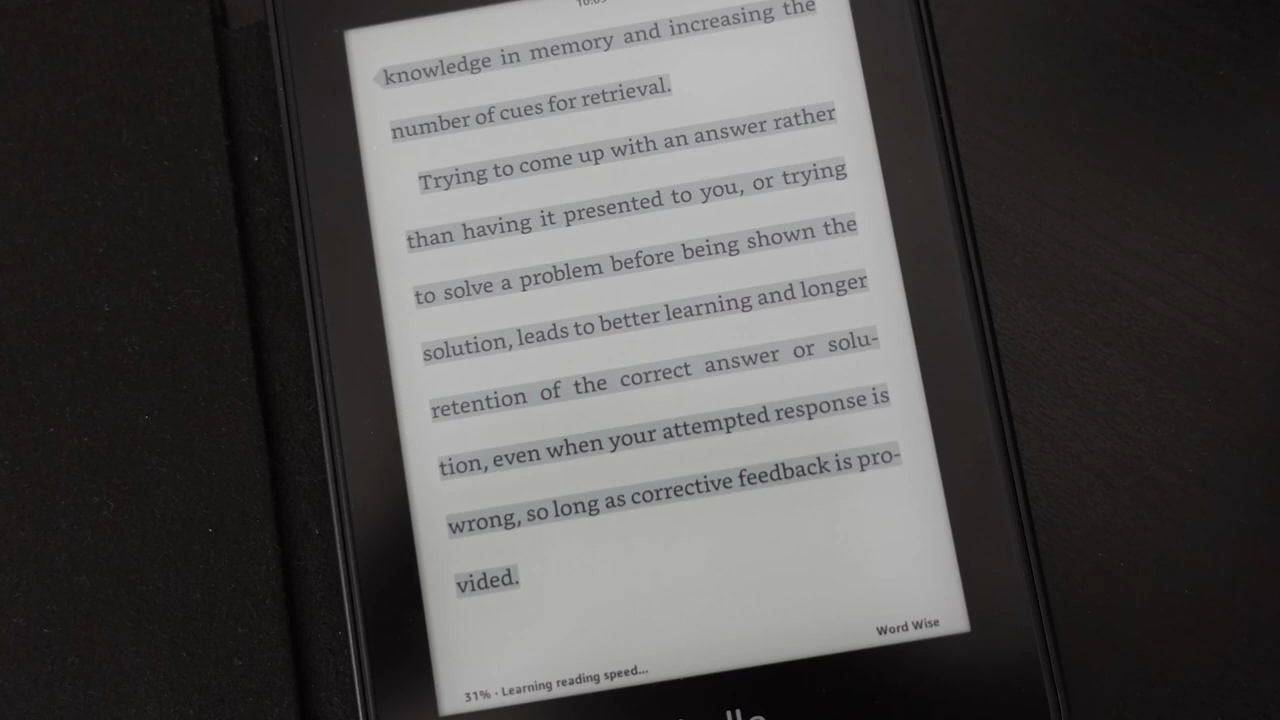 knowledge in memory and increasing the
number of cues for retrieval.
Trying to come up with an answer rather
than having it presented to you, or trying
to solve a problem before being shown the
solution, leads to better learning and longer
retention of the correct answer or solu-
tion, even when your attempted response is
wrong, so long as corrective feedback is pro-
vided.
Word Wise
31% · Learning reading speed...